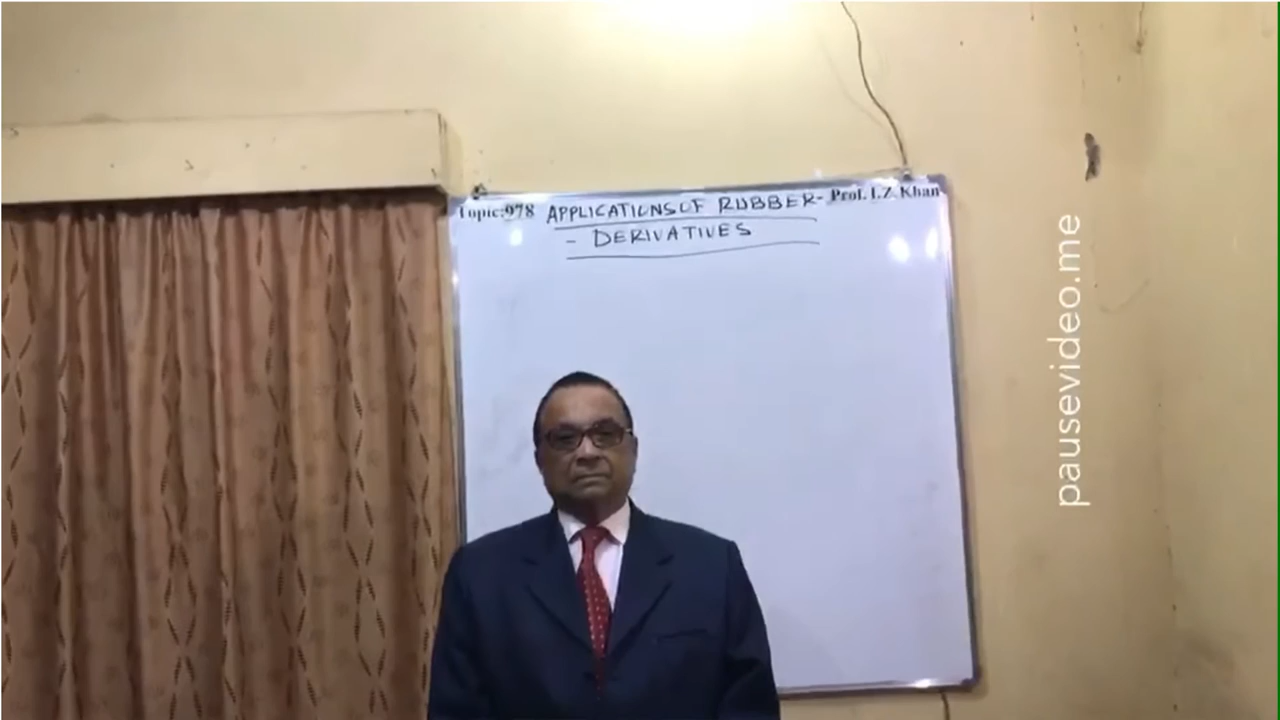 Topic:978 APPLICATIONS OF RUBBER- Prof. I.Z. Khan
- DERIVATIVES
pausevideo.me